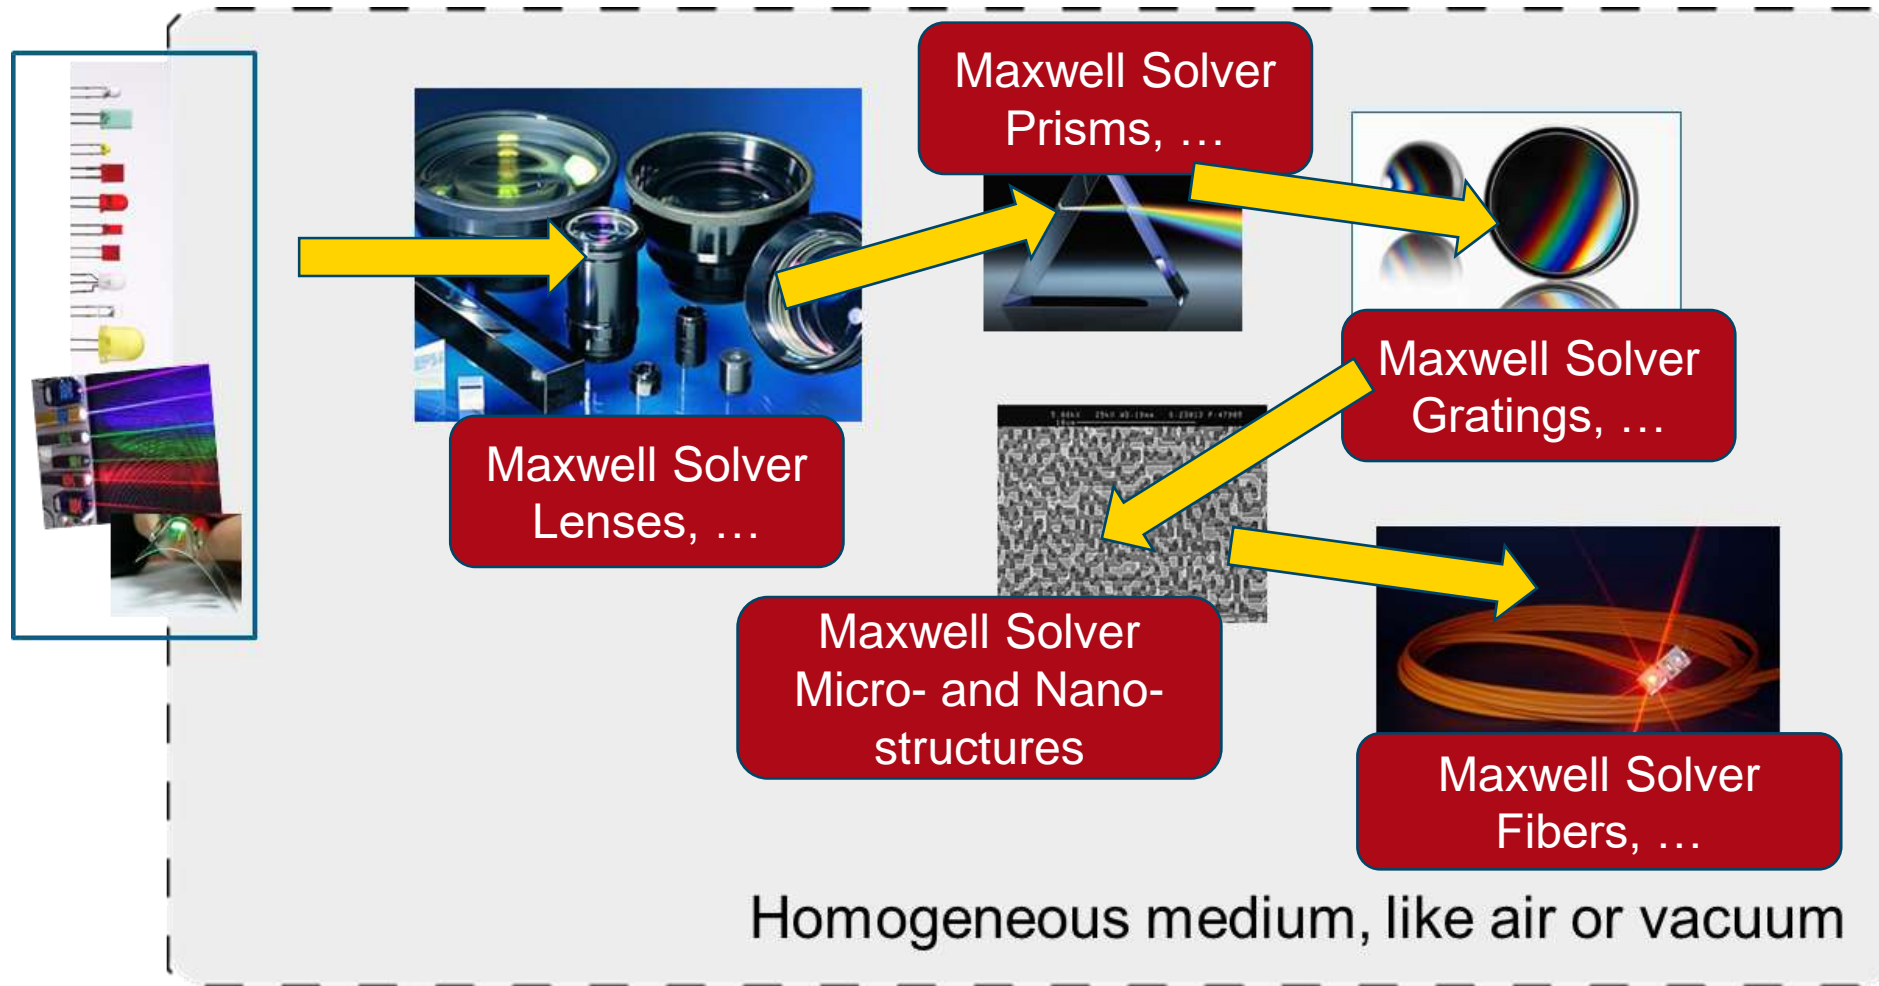 Maxwell Solver
Prisms, …
Maxwell Solver
Lenses, …
Maxwell Solver
Gratings, …
Maxwell Solver
Micro- and Nano-
structures
Maxwell Solver
Fibers, …
Homogeneous medium, like air or vacuum